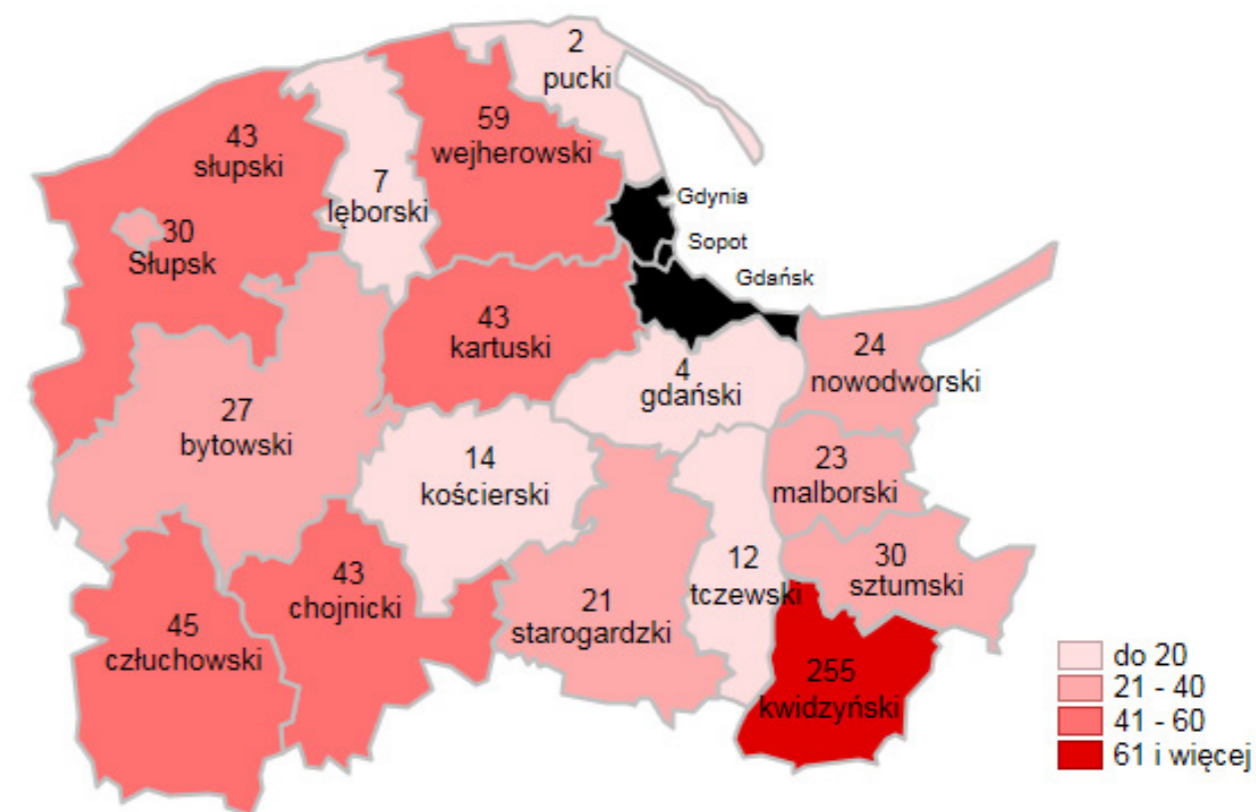 2
pucki
59
wejherowski
43
słupski
7
lęborski
Gdynia
30
Słupsk
Sopot
Gdańsk
43
kartuski
4
gdański
24
nowodworski
27
bytowski
14
kościerski
23
malborski
12
tczewski
30
sztumski
43
chojnicki
21
starogardzki
45
człuchowski
255
kwidzyński
do 20
21 - 40
41 - 60
61 i więcej